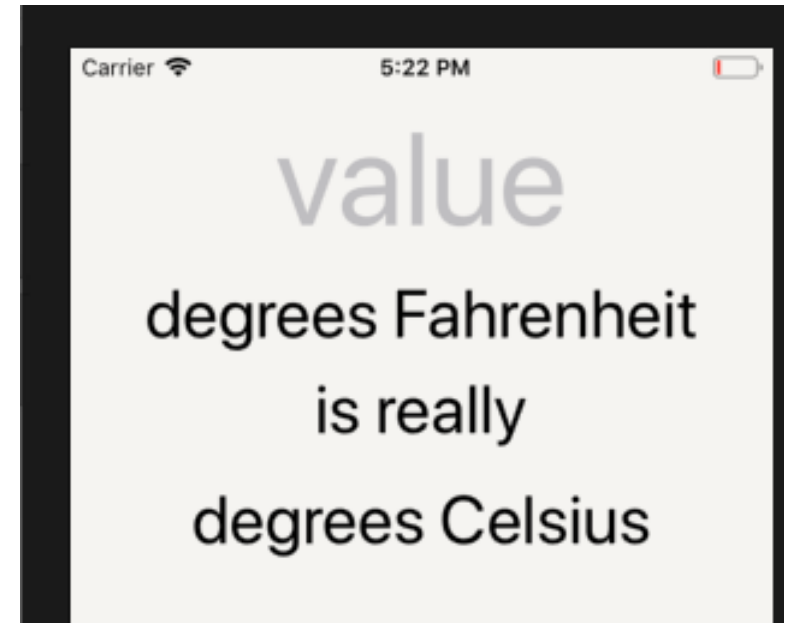 Carrier 5:22 PM
value
degrees Fahrenheit
is really
degrees Celsius